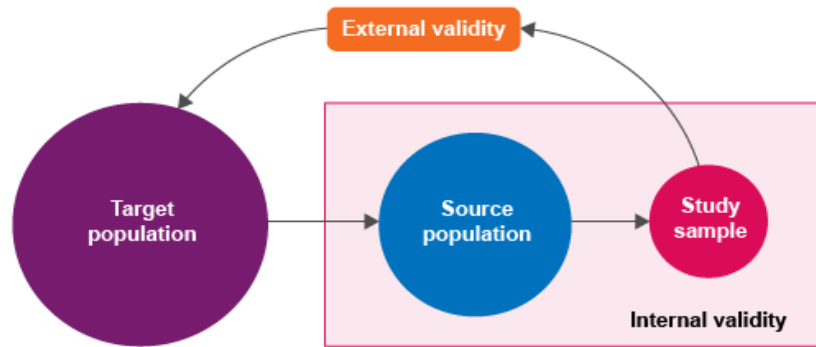 External validity
Target
population
Source
population
Study
sample
Internal validity